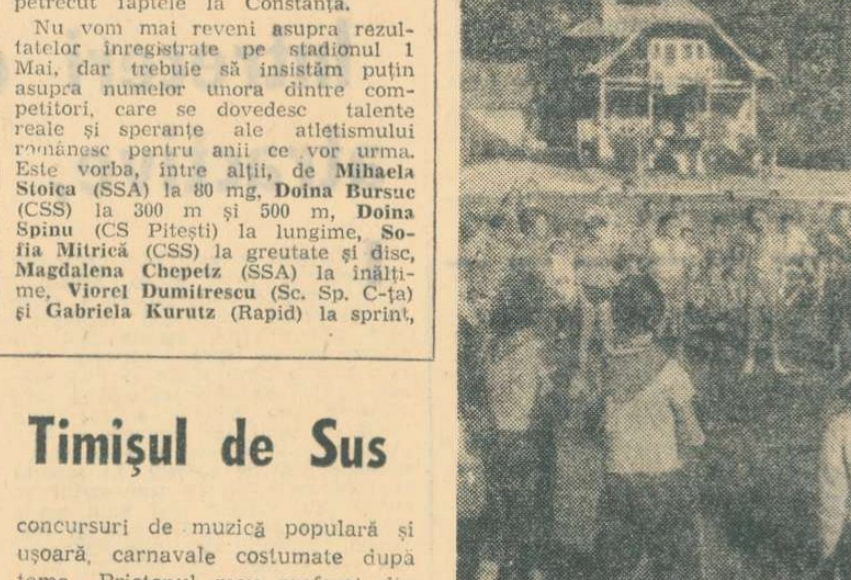 petrecut faptele la Constanța.
Nu vom mai reveni asupra rezul-
tatelor înregistrate pe stadionul 1
Mai, dar trebuie să insistăm puțin
asupra numelor unora dintre com-
petitori, care se dovedesc talente
reale și speranțe ale atletismului
românesc pentru anii ce vor urma.
Este vorba, între alții, de Mihaela
Stoica (SSA) la 80 mg, Doina Bursuc
(CSS) la 300 m și 500 m, Doina
Spinu (CS Pitești) la lungime, So-
fia Mitrică (CSS) la greutate și disc,
Magdalena Chepetz (SSA) la înălți-
me, Viorel Dumitrescu (Sc. Sp. C-ța)
și Gabriela Kurutz (Rapid) la sprint,
Timișul de Sus
concursuri de muzică populară și
ușoară, carnavale costumate după